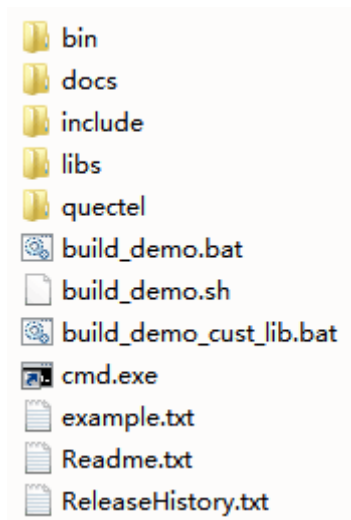 bin
docs
include
libs
quectel
build_demo.bat
build_demo.sh
build_demo_cust_lib.bat
cmd.exe
example.txt
Readme.txt
ReleaseHistory.txt